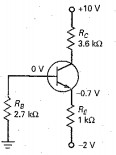 +10 V
R_C
3.6 kΩ
0 V
-0.7 V
R_B
2.7 kΩ
R_E
1 kΩ
-2 V